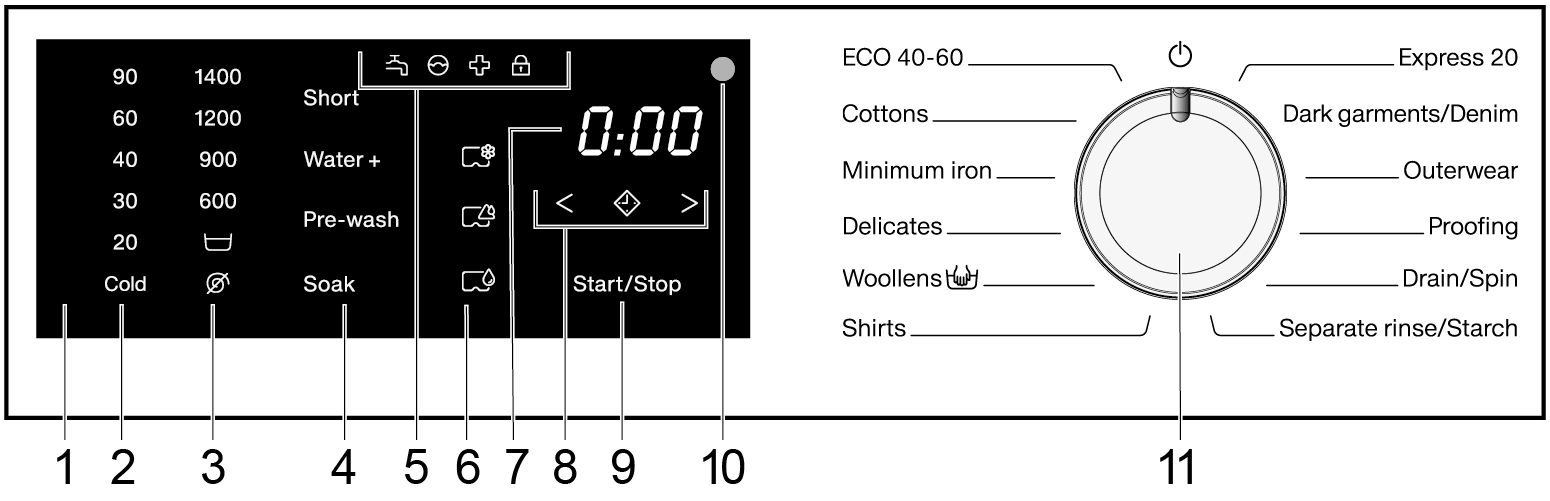 90 1400
Short
60 1200
40 900 Water +
30 600
Pre-wash
20
Cold Soak
0:00
< >
Start/Stop
ECO 40-60
Cottons
Minimum iron
Delicates
Woollens
Shirts
Express 20
Dark garments/Denim
Outerwear
Proofing
Drain/Spin
Separate rinse/Starch
1 2 3 4 5 6 7 8 9 10 11